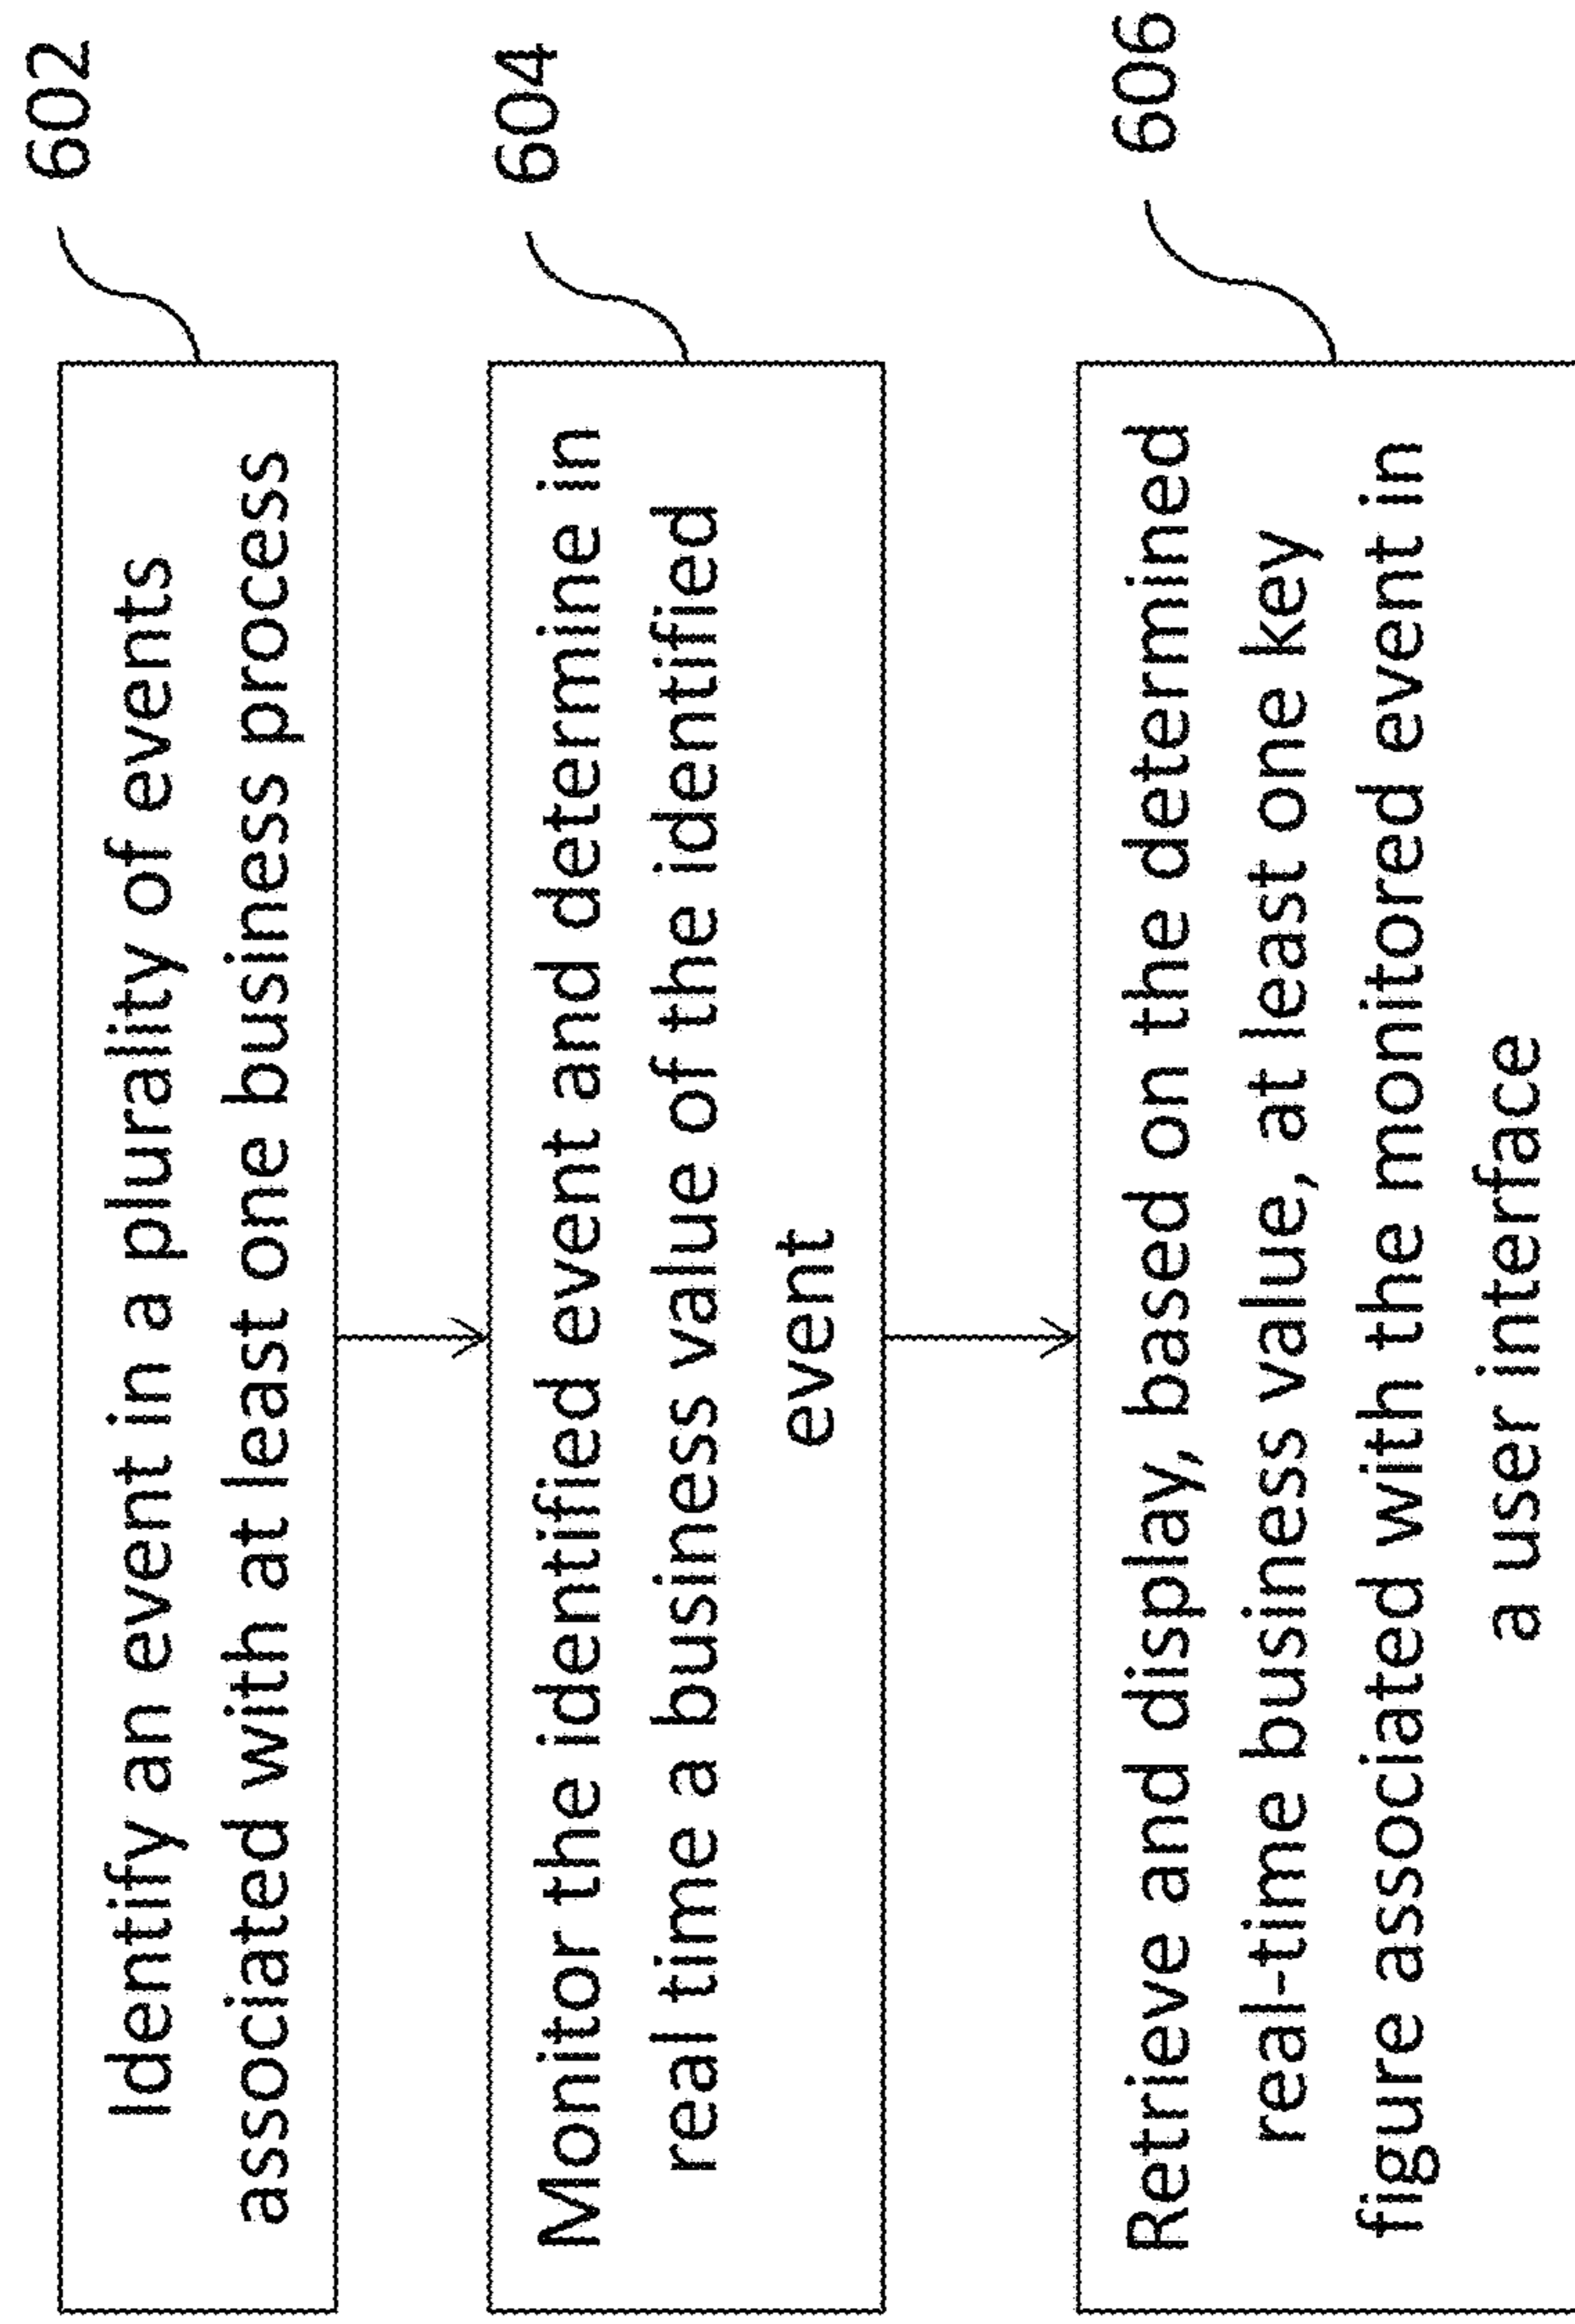 602
Identify an event in a plurality of events
associated with at least one business process
604
Monitor the identified event and determine in
real time a business value of the identified
event
606
Retrieve and display, based on the determined
real-time business value, at least one key
figure associated with the monitored event in
a user interface